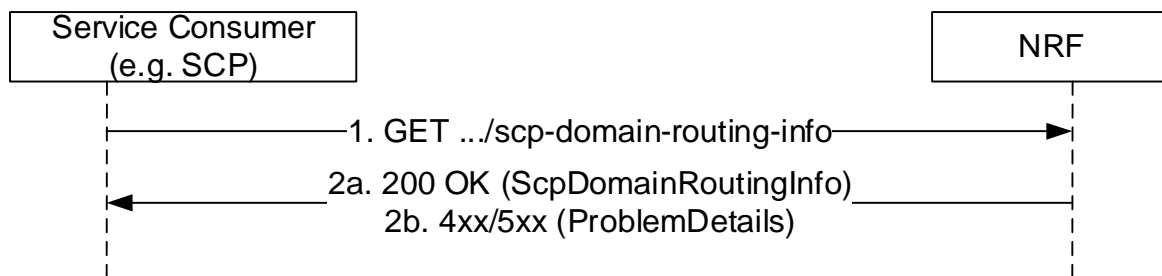 Service Consumer
(e.g. SCP)
NRF
1. GET .../scp-domain-routing-info
2a. 200 OK (ScpDomainRoutingInfo)
2b. 4xx/5xx (ProblemDetails)